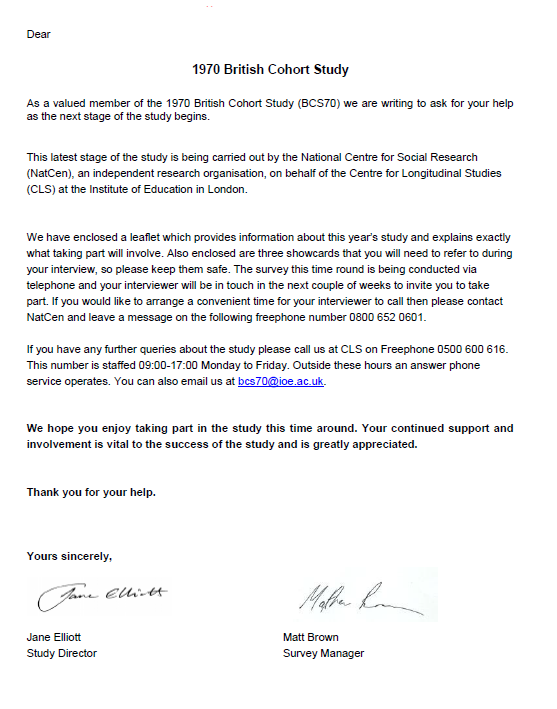 Dear
1970 British Cohort Study
As a valued member of the 1970 British Cohort Study (BCS70) we are writing to ask for your help
as the next stage of the study begins.
This latest stage of the study is being carried out by the National Centre for Social Research
(NatCen), an independent research organisation, on behalf of the Centre for Longitudinal Studies
(CLS) at the Institute of Education in London.
We have enclosed a leaflet which provides information about this year's study and explains exactly
what taking part will involve. Also enclosed are three showcards that you will need to refer to during
your interview, so please keep them safe. The survey this time round is being conducted via
telephone and your interviewer will be in touch in the next couple of weeks to invite you to take
part. If you would like to arrange a convenient time for your interviewer to call then please contact
NatCen and leave a message on the following freephone number 0800 652 0601.
If you have any further queries about the study please call us at CLS on Freephone 0500 600 616.
This number is staffed 09:00-17:00 Monday to Friday. Outside these hours an answer phone
service operates. You can also email us at bcs70@ioe.ac.uk.
We hope you enjoy taking part in the study this time around. Your continued support and
involvement is vital to the success of the study and is greatly appreciated.
Thank you for your help.
Yours sincerely,
Jane Elliott
Jane Elliott Matt Brown
Study Director Survey Manager